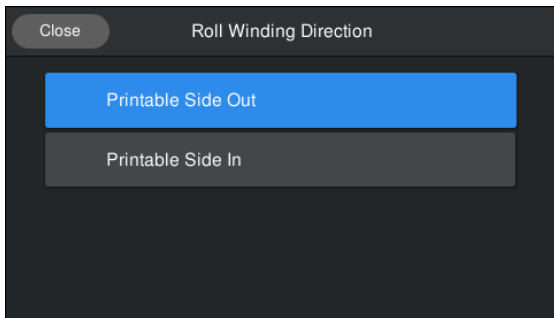 Close
Roll Winding Direction
Printable Side Out
Printable Side In